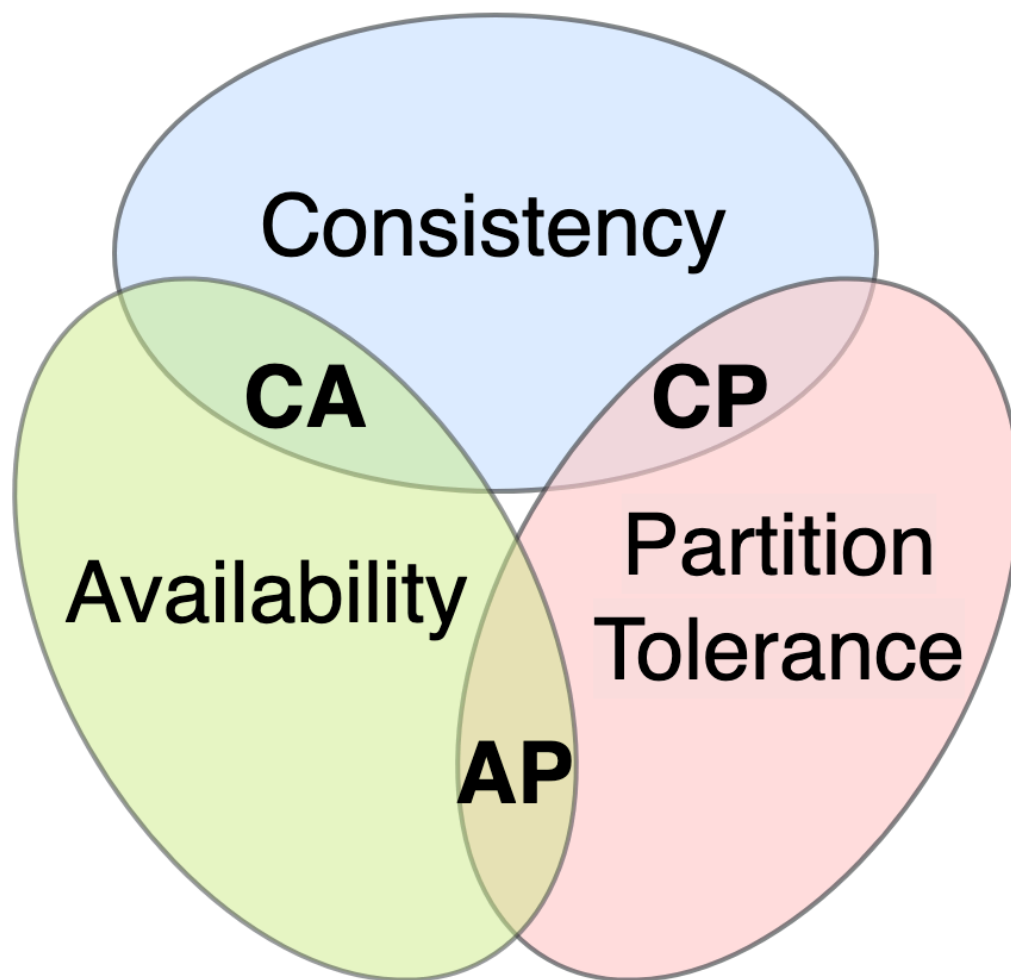 Consistency
CA
CP
Partition
Tolerance
Availability
AP